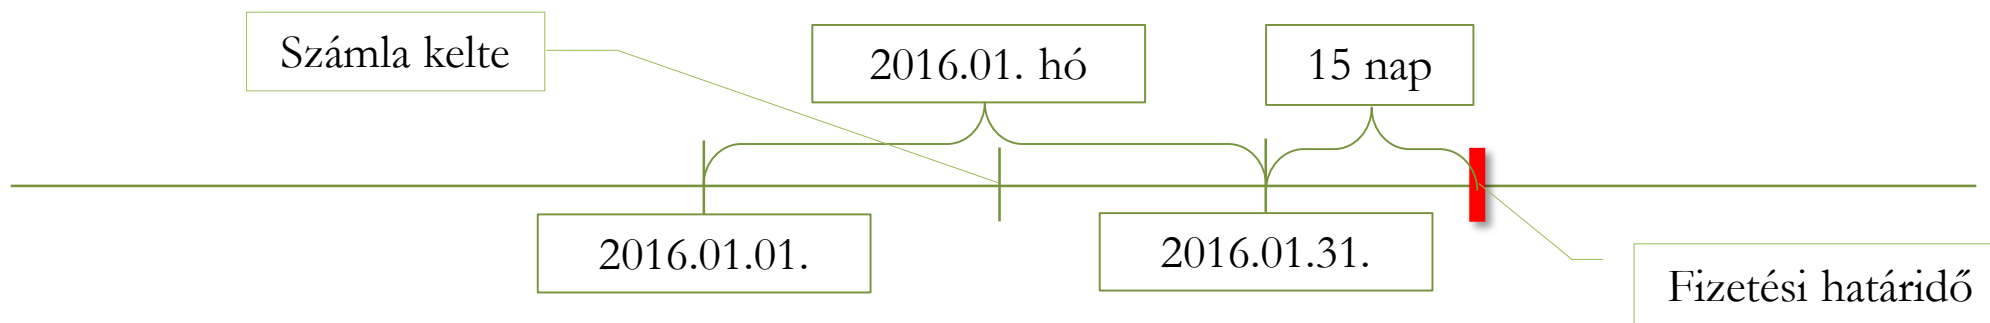 Számla kelte
2016.01. hó
15 nap
2016.01.01.
2016.01.31.
Fizetési határidő